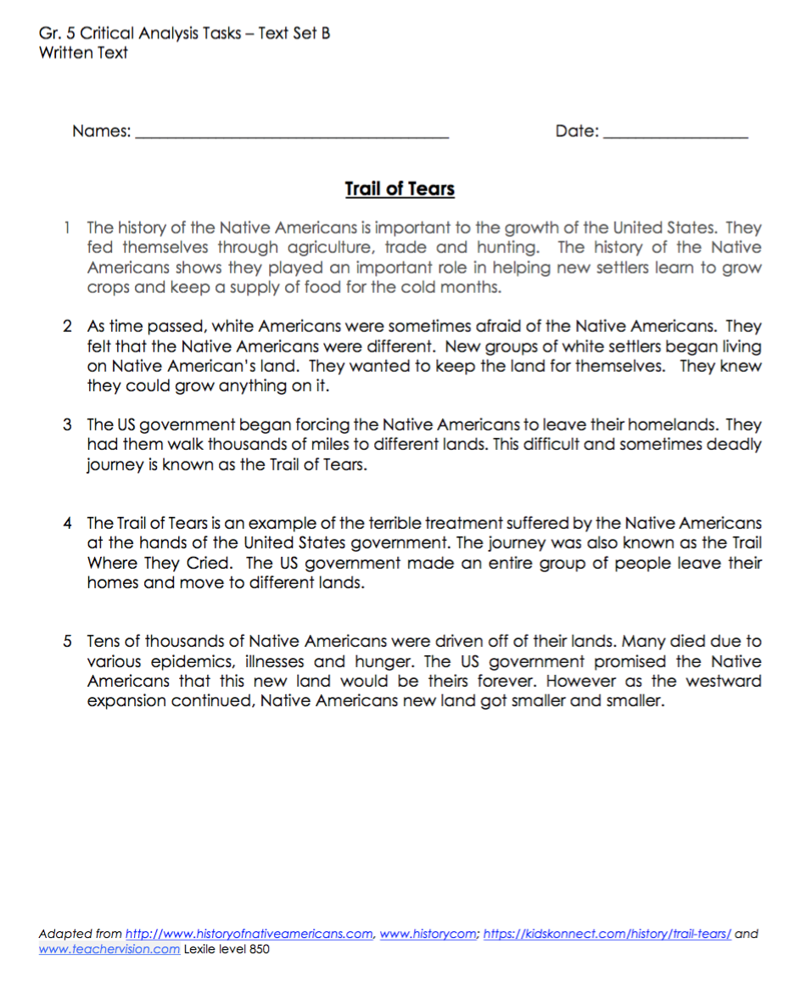 Gr. 5 Critical Analysis Tasks – Text Set B
Written Text
Names: ___________________________________ Date: ________________
Trail of Tears
1 The history of the Native Americans is important to the growth of the United States. They
fed themselves through agriculture, trade and hunting. The history of the Native
Americans shows they played an important role in helping new settlers learn to grow
crops and keep a supply of food for the cold months.
2 As time passed, white Americans were sometimes afraid of the Native Americans. They
felt that the Native Americans were different. New groups of white settlers began living
on Native American's land. They wanted to keep the land for themselves. They knew
they could grow anything on it.
3 The US government began forcing the Native Americans to leave their homelands. They
had them walk thousands of miles to different lands. This difficult and sometimes deadly
journey is known as the Trail of Tears.
4 The Trail of Tears is an example of the terrible treatment suffered by the Native Americans
at the hands of the United States government. The journey was also known as the Trail
Where They Cried. The US government made an entire group of people leave their
homes and move to different lands.
5 Tens of thousands of Native Americans were driven off of their lands. Many died due to
various epidemics, illnesses and hunger. The US government promised the Native
Americans that this new land would be theirs forever. However as the westward
expansion continued, Native Americans new land got smaller and smaller.
Adapted from http://www.historyofnativeamericans.com, www.historycom; https://kidskonnect.com/history/trail-tears/ and
www.teachervision.com Lexile level 850